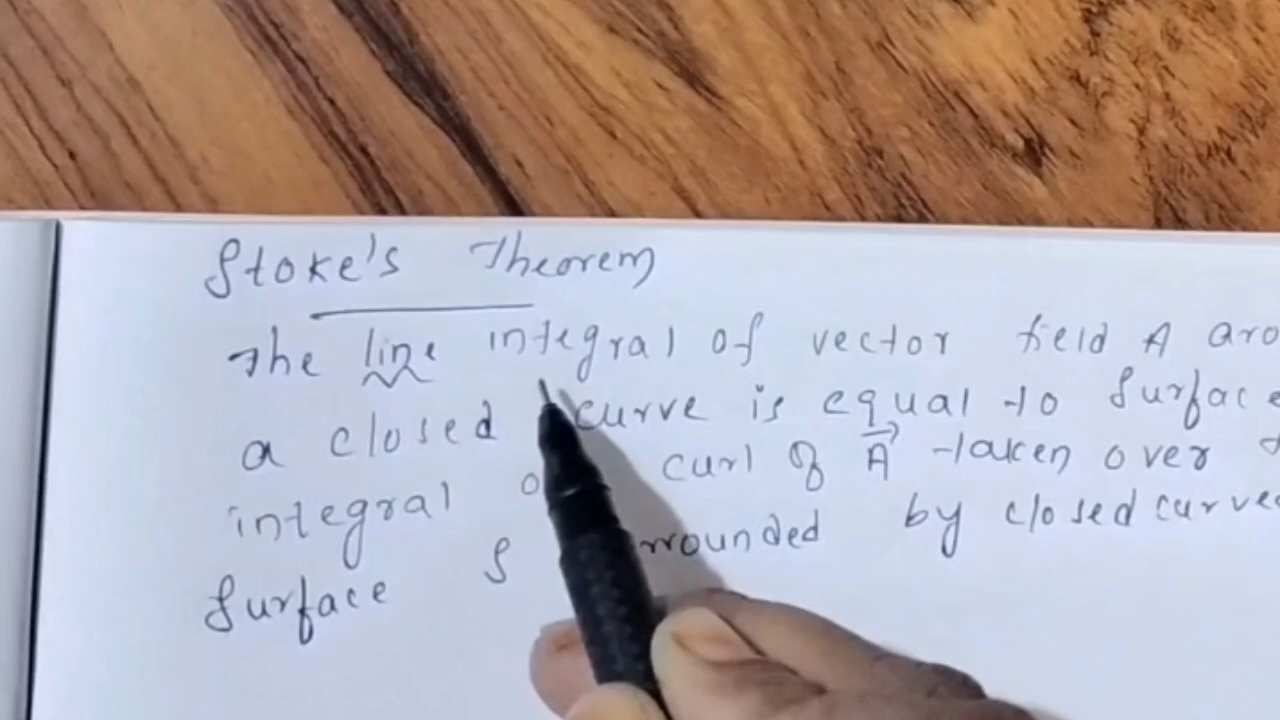 Stoke's Theorem
The line integral of vector field A aro
a closed curve is equal to Surface
integral curl of A⃗ taken over
Surface S by closed curve